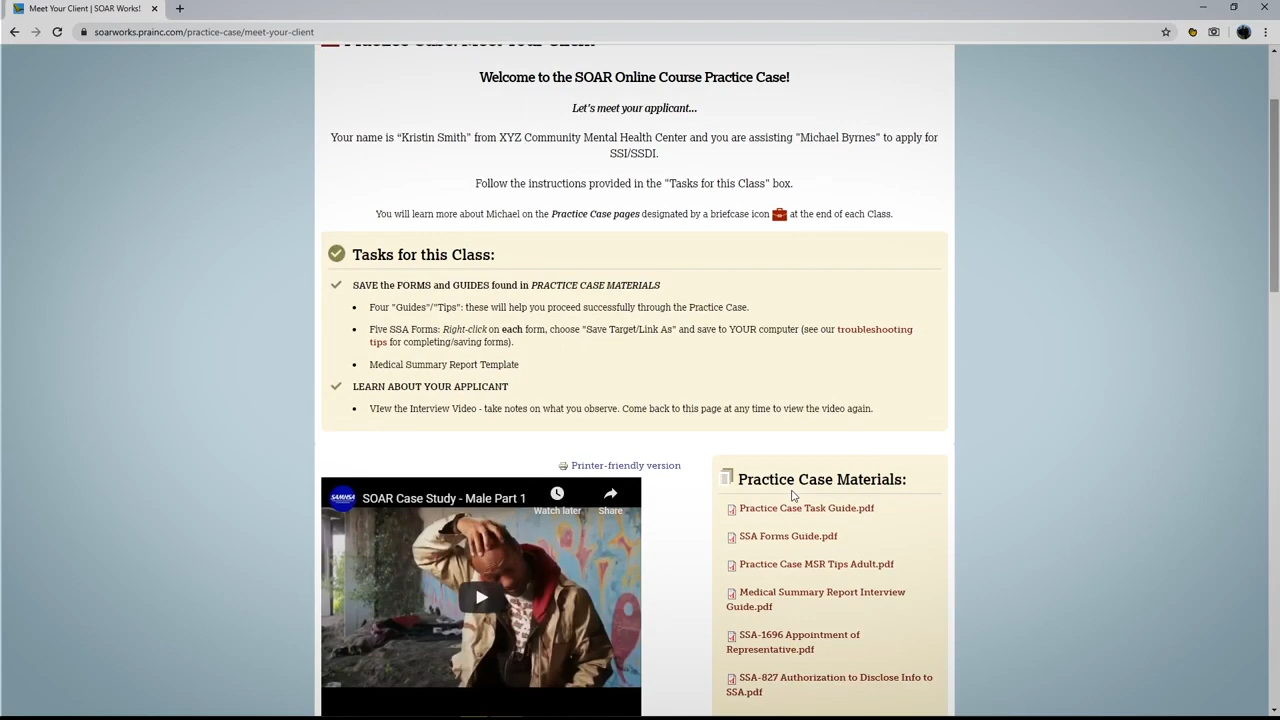 Meet Your Client | SOAR Works!
soarworks.prainc.com/practice-case/meet-your-client
Practice Case: Meet Your Client
Welcome to the SOAR Online Course Practice Case!
Let's meet your applicant...
Your name is “Kristin Smith" from XYZ Community Mental Health Center and you are assisting "Michael Byrnes" to apply for
SSI/SSDI.
Follow the instructions provided in the "Tasks for this Class" box.
You will learn more about Michael on the Practice Case pages designated by a briefcase icon at the end of each Class.
Tasks for this Class:
SAVE the FORMS and GUIDES found in PRACTICE CASE MATERIALS
Four "Guides"/"Tips": these will help you proceed successfully through the Practice Case.
Five SSA Forms: Right-click on each form, choose "Save Target/Link As" and save to YOUR computer (see our troubleshooting
tips for completing/saving forms).
Medical Summary Report Template
LEARN ABOUT YOUR APPLICANT
VIew the Interview Video - take notes on what you observe. Come back to this page at any time to view the video again.
Printer-friendly version
SAMHSA
SOAR Case Study - Male Part 1
Watch later
Share
Practice Case Materials:
Practice Case Task Guide.pdf
SSA Forms Guide.pdf
Practice Case MSR Tips Adult.pdf
Medical Summary Report Interview
Guide.pdf
SSA-1696 Appointment of
Representative.pdf
SSA-827 Authorization to Disclose Info to
SSA.pdf